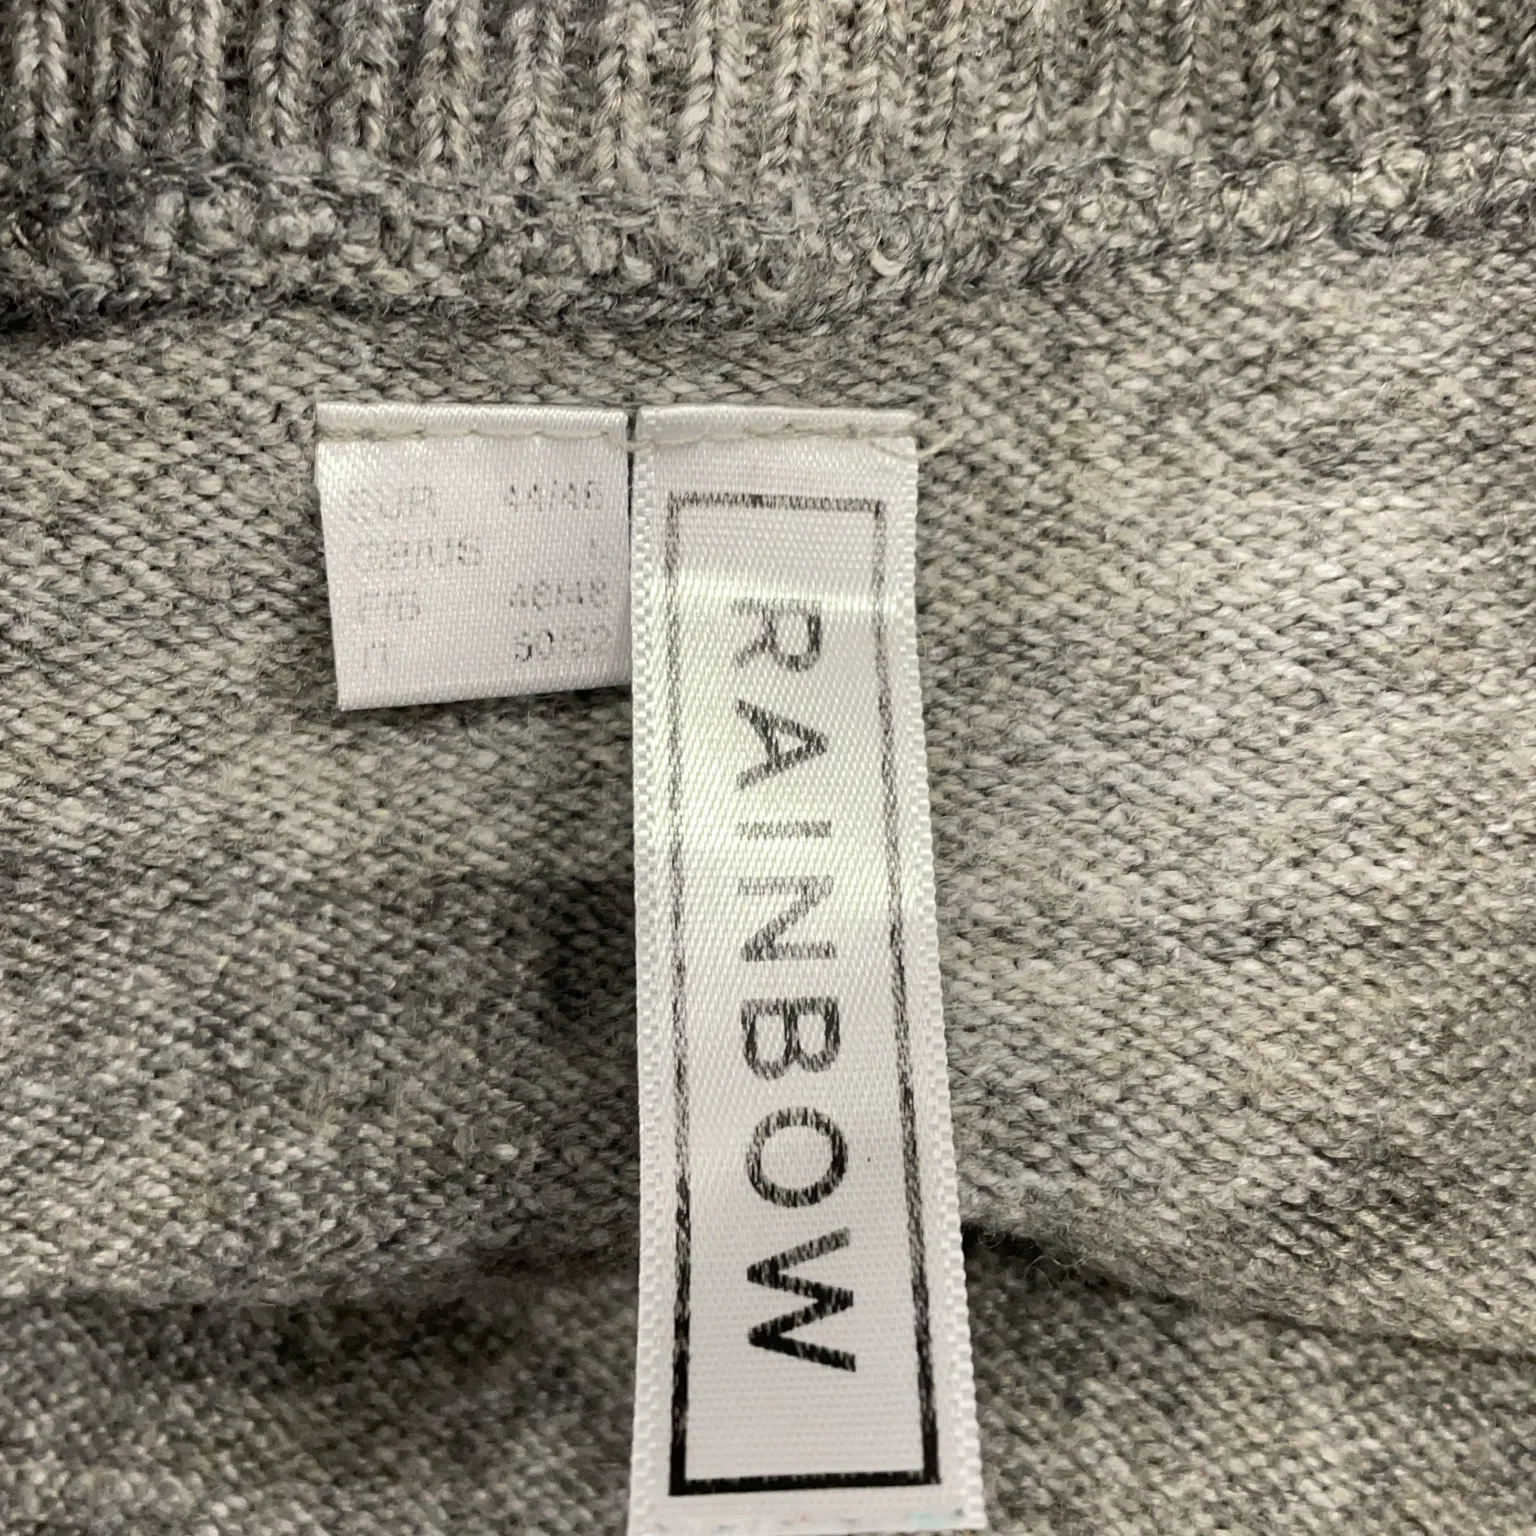 EUR 44/46
GB/US L
F/B 46/48
IT 50/52
RAINBOW